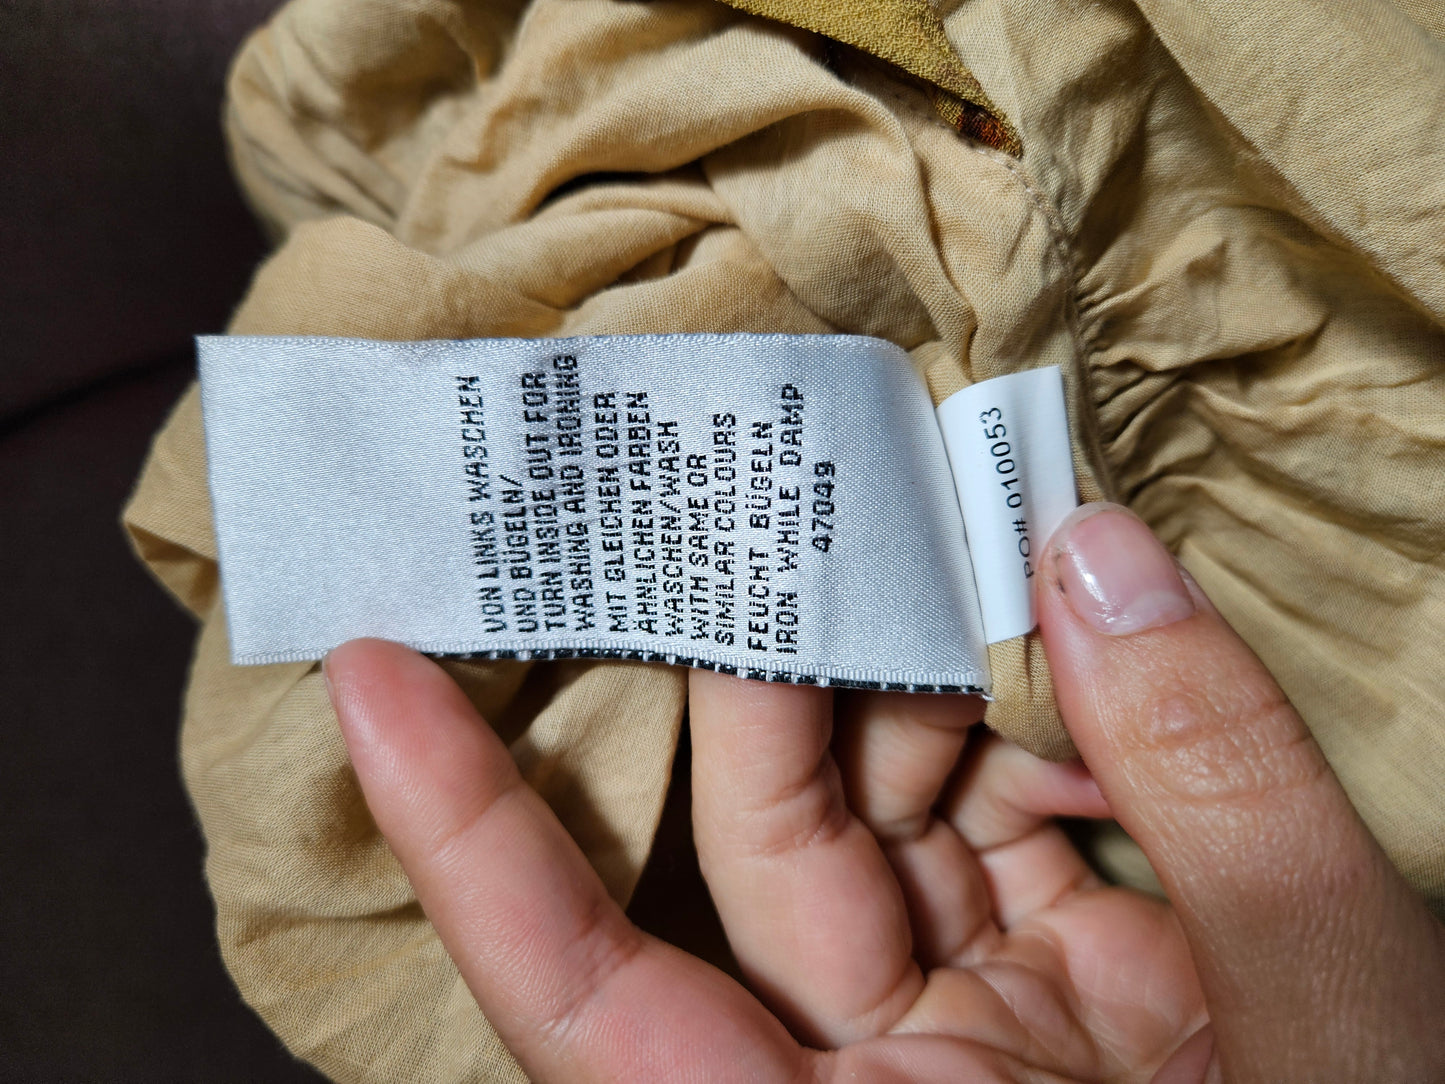 VON LINKS WASCHEN
UND BÜGELN/
TURN INSIDE OUT FOR
WASHING AND IRONING
MIT GLEICHEN ODER
ÄHNLICHEN FARBEN
WASCHEN/WASH
WITH SAME OR
SIMILAR COLOURS
FEUCHT BÜGELN
IRON WHILE DAMP
47049
PO# 010053